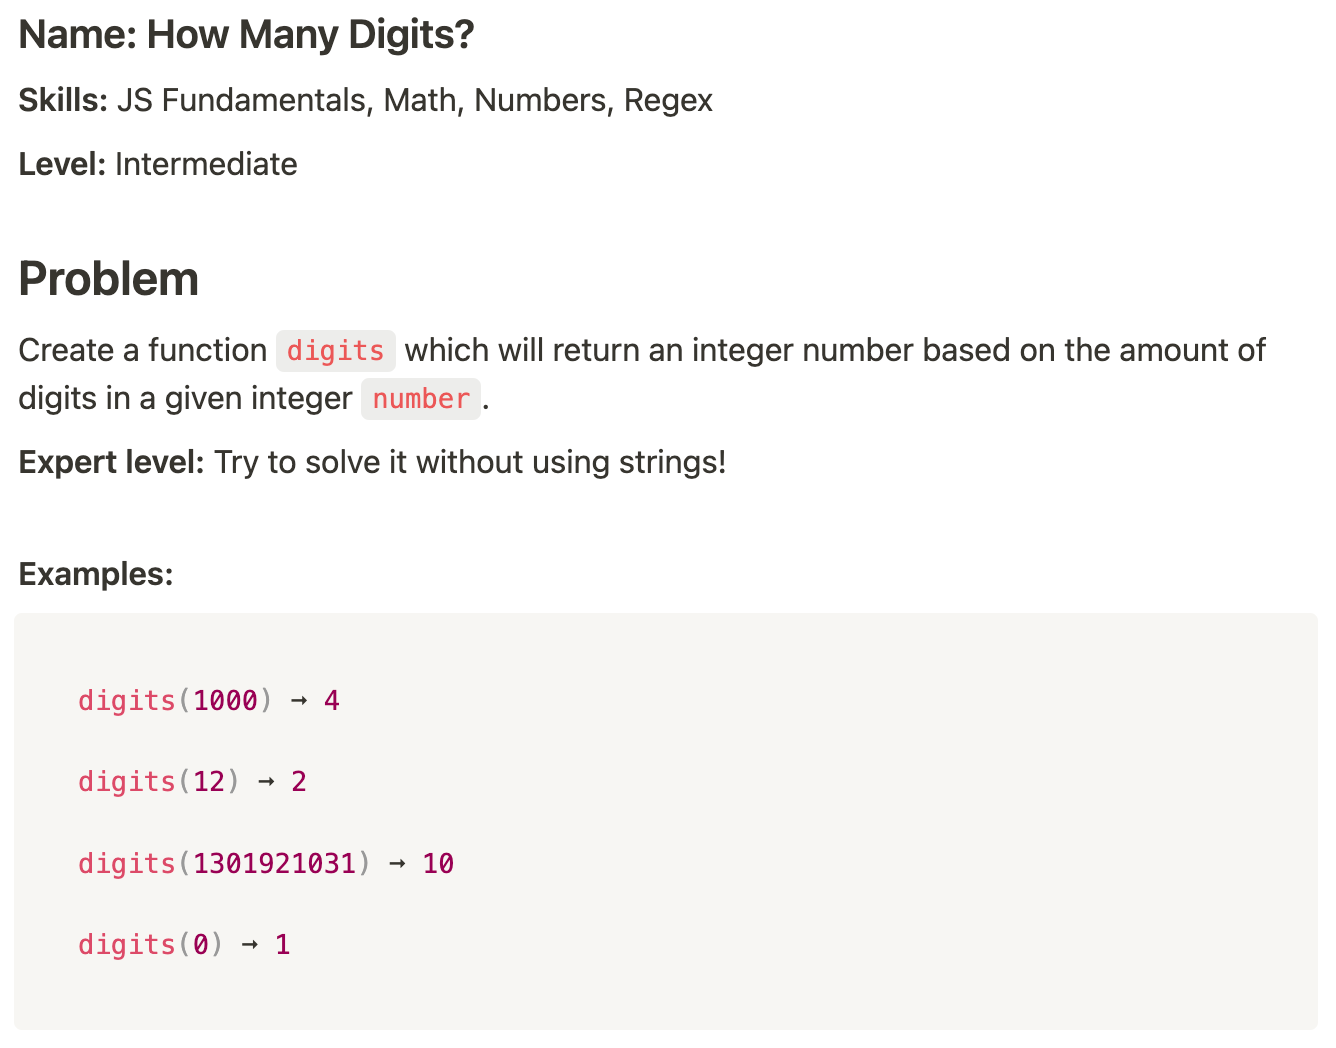 Name: How Many Digits?
Skills: JS Fundamentals, Math, Numbers, Regex
Level: Intermediate
Problem
Create a function digits which will return an integer number based on the amount of
digits in a given integer number.
Expert level: Try to solve it without using strings!
Examples:
digits(1000) → 4
digits(12) → 2
digits(1301921031) → 10
digits(0) → 1